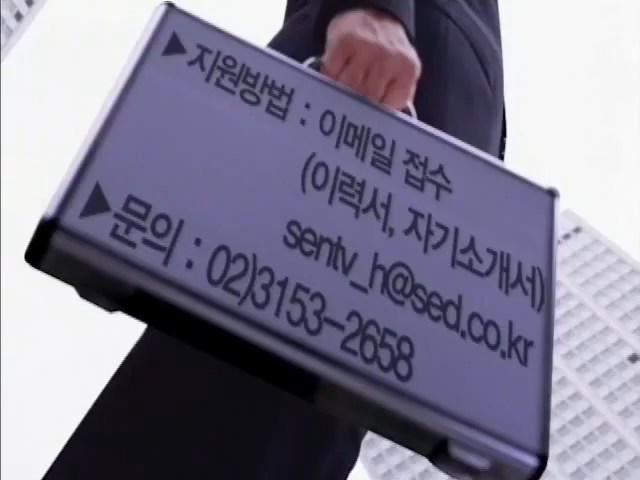 ▶지원방법 : 이메일 접수
(이력서, 자기소개서)
sentv_h@sed.co.kr
▶문의 : 02)3153-2658